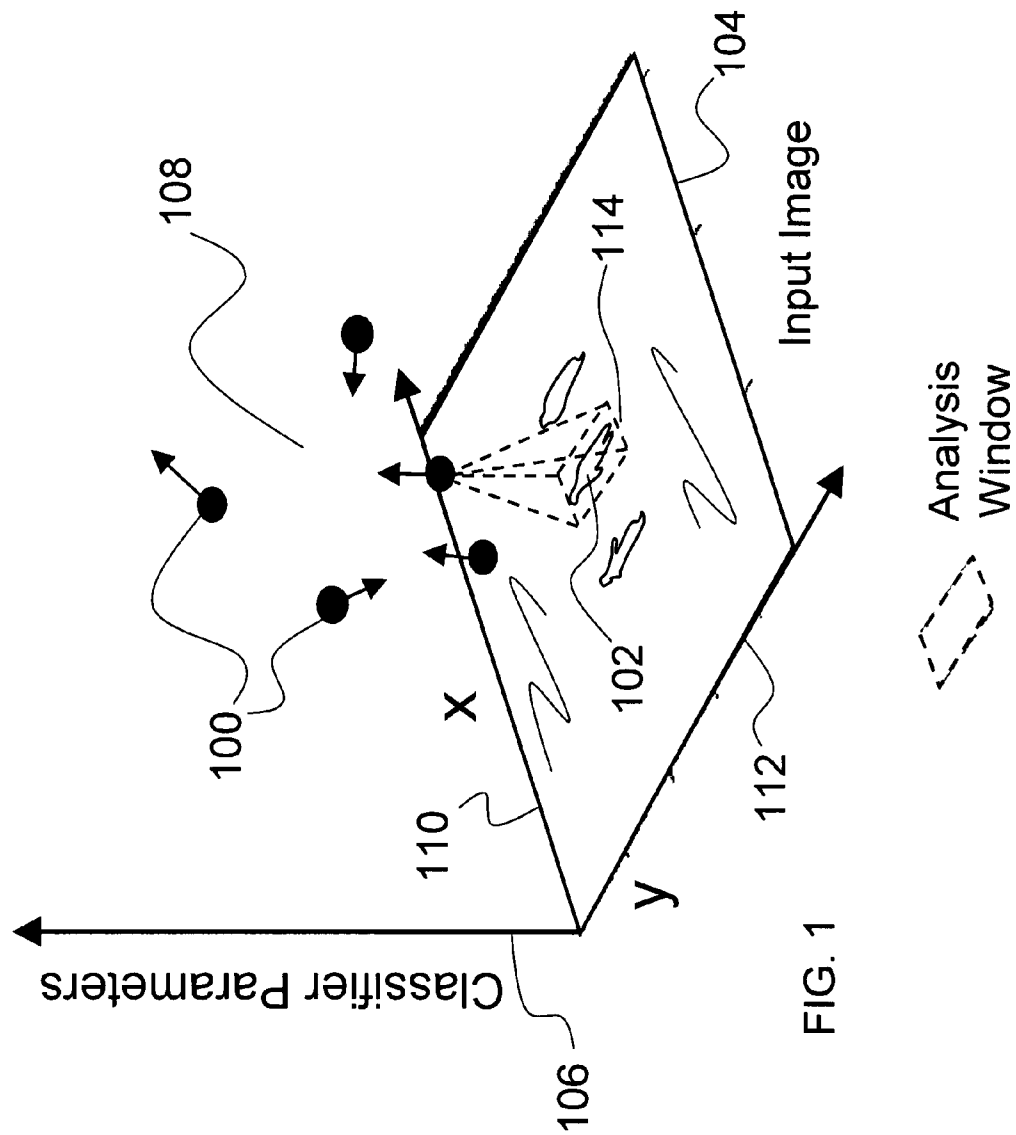 Classifier Parameters
106
100
108
110
x
y
112
102
114
104
Input Image
Analysis
Window
FIG. 1